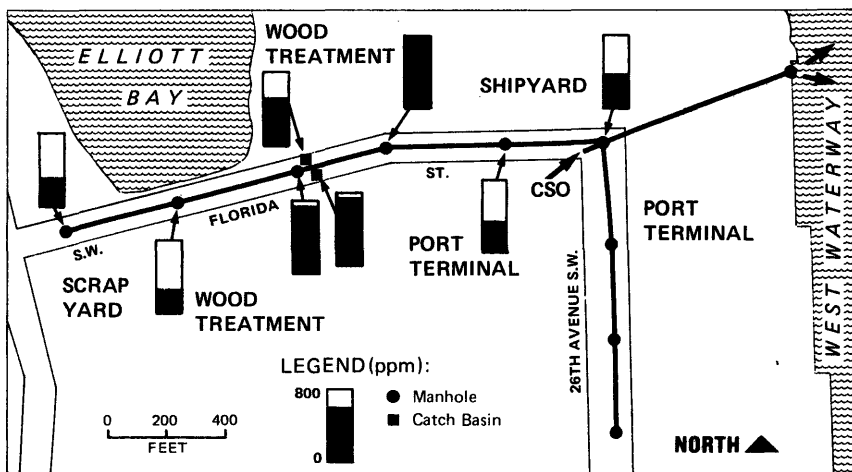 ELLIOTT
BAY
WOOD
TREATMENT
SHIPYARD
WEST WATERWAY
CSO
ST.
FLORIDA
S.W.
PORT
TERMINAL
PORT
TERMINAL
SCRAP
YARD
WOOD
TREATMENT
26TH AVENUE S.W.
LEGEND (ppm):
800
0
Manhole
Catch Basin
0 200 400
FEET
NORTH